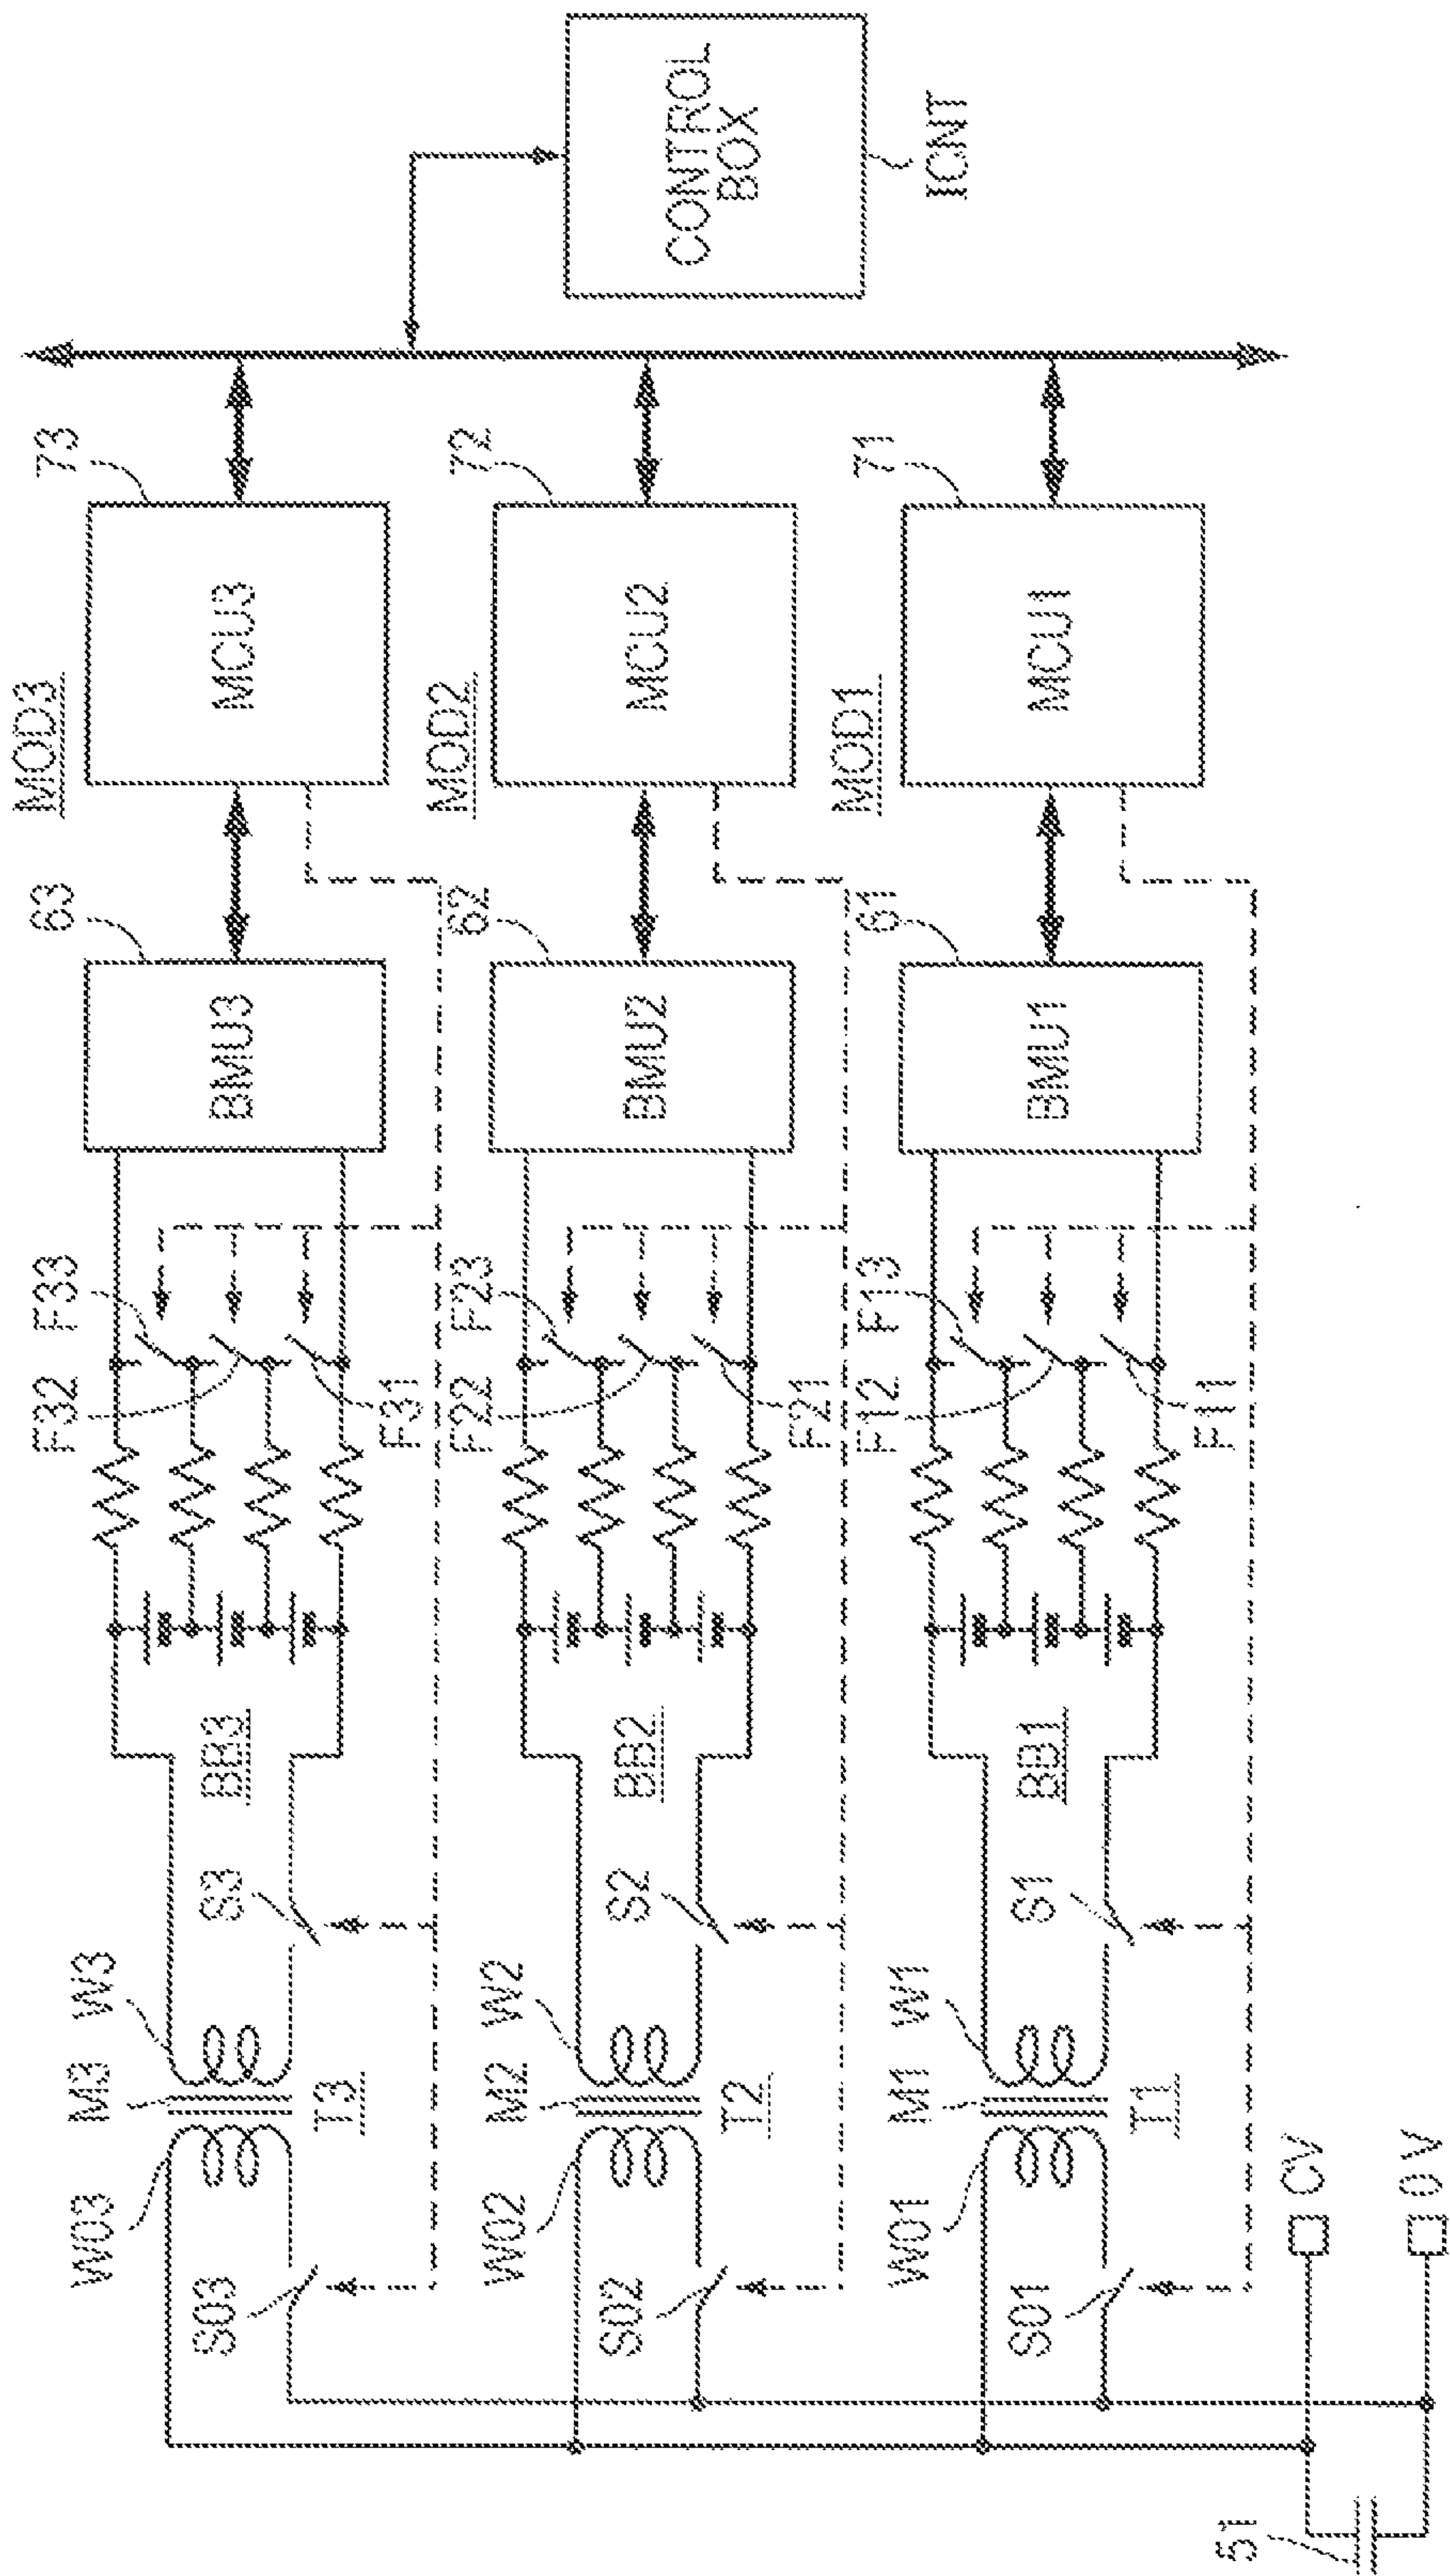 MOD3
73
MCU3
63
BMU3
F33
F32
F31
BB3
S3
W3
M3
T3
W03
S03
MOD2
72
MCU2
62
BMU2
F23
F22
F21
BB2
S2
W2
M2
T2
W02
S02
MOD1
71
MCU1
61
BMU1
F13
F12
F11
BB1
S1
W1
M1
T1
W01
S01
CONTROL
BOX
ICNT
CV
0V
51